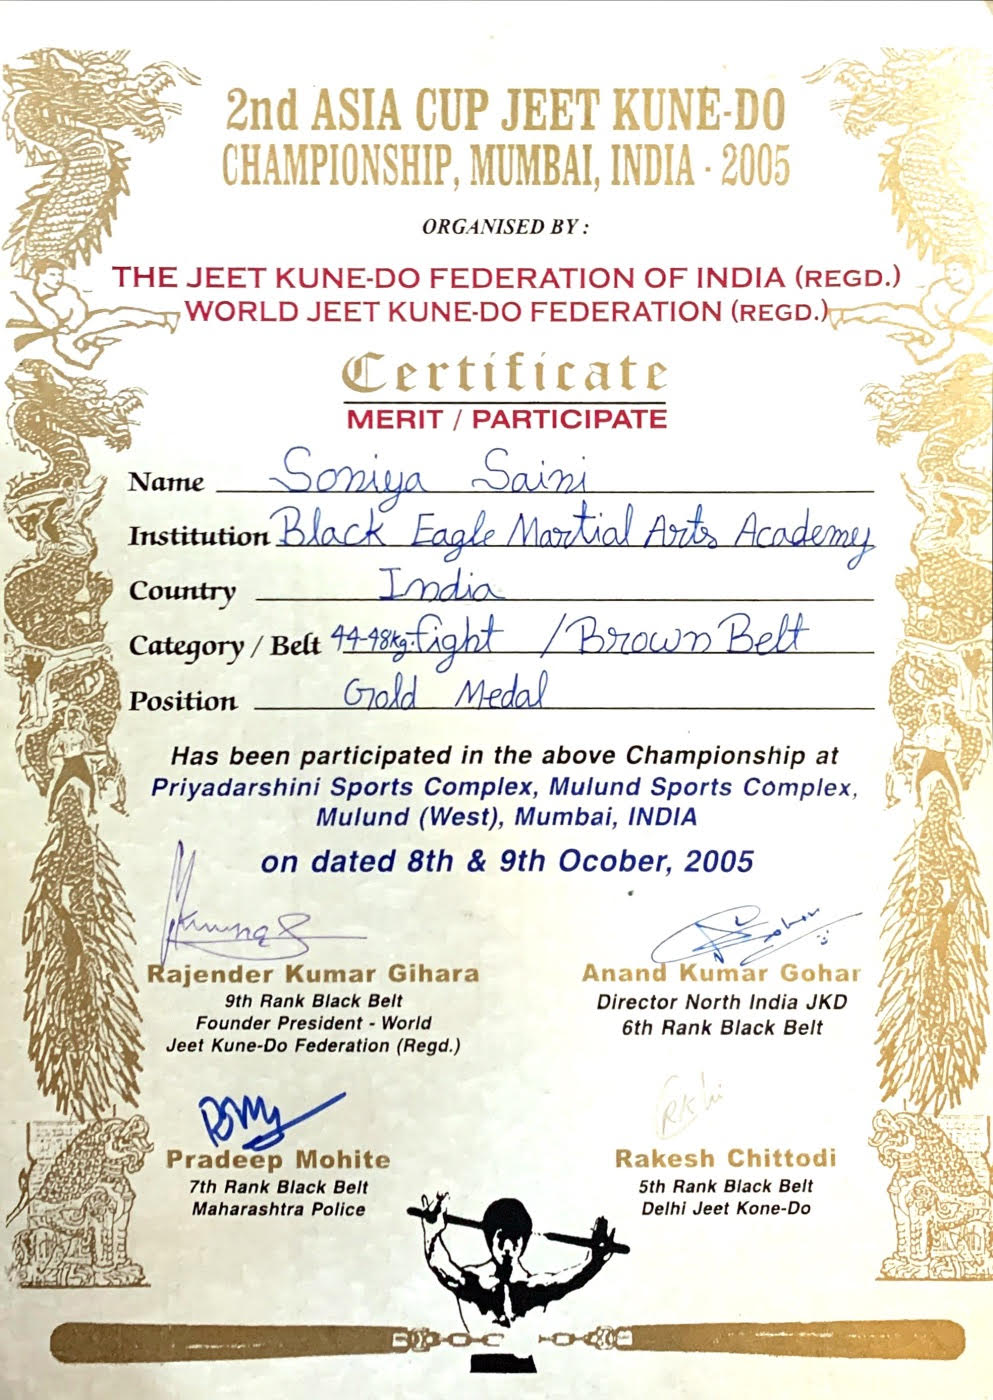 2nd ASIA CUP JEET KUNE-DO
CHAMPIONSHIP, MUMBAI, INDIA - 2005
ORGANISED BY :
THE JEET KUNE-DO FEDERATION OF INDIA (REGD.)
WORLD JEET KUNE-DO FEDERATION (REGD.)
Certificate
MERIT / PARTICIPATE
Name Soniya Saini
Institution Black Eagle Martial Arts Academy
Country India
Category / Belt 44-48kg. fight / Brown Belt
Position Gold Medal
Has been participated in the above Championship at
Priyadarshini Sports Complex, Mulund Sports Complex,
Mulund (West), Mumbai, INDIA
on dated 8th & 9th Ocober, 2005
Rajender Kumar Gihara
9th Rank Black Belt
Founder President - World
Jeet Kune-Do Federation (Regd.)
Anand Kumar Gohar
Director North India JKD
6th Rank Black Belt
Pradeep Mohite
7th Rank Black Belt
Maharashtra Police
Rakesh Chittodi
5th Rank Black Belt
Delhi Jeet Kone-Do